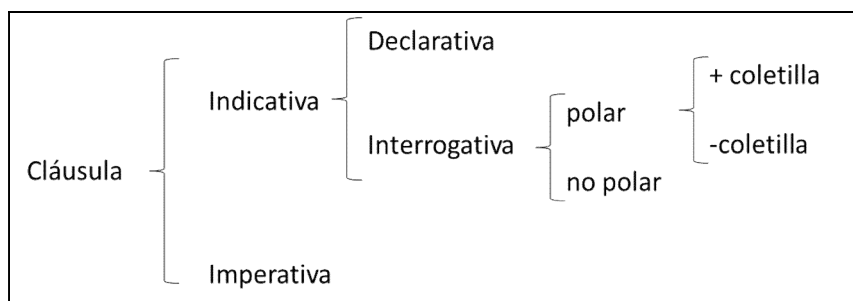 Declarativa
+ coletilla
Indicativa
polar
Interrogativa
-coletilla
Cláusula
no polar
Imperativa